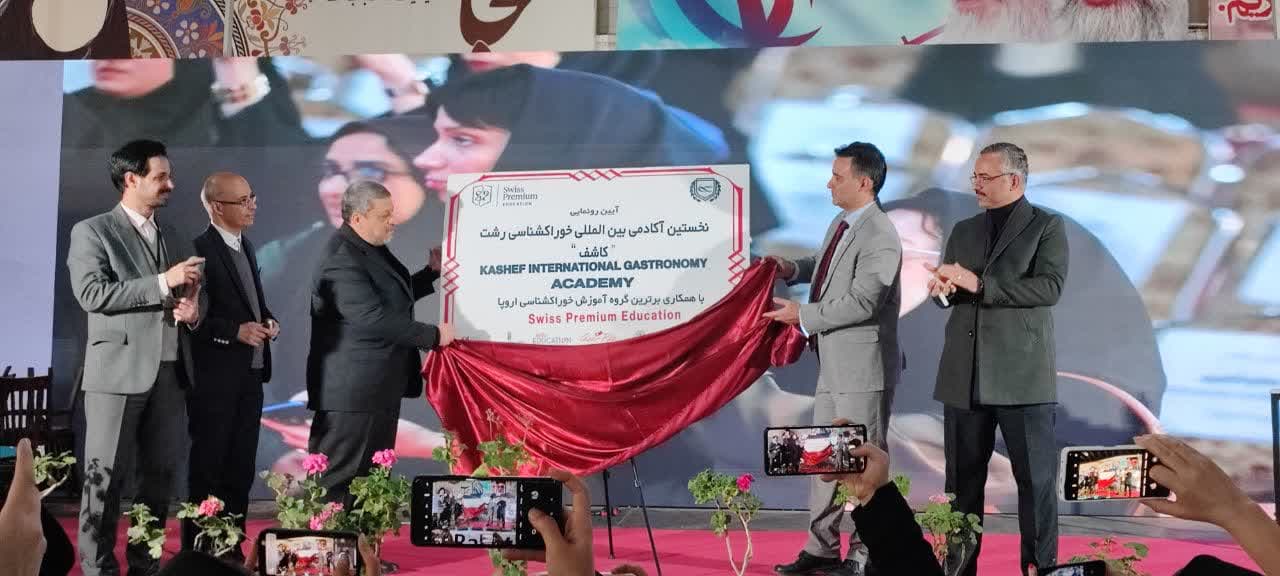 Swiss
Premium
EDUCATION
آیین رونمایی
نخستین آکادمی بین المللی خوراکشناسی رشت
"کاشف"
KASHEF INTERNATIONAL GASTRONOMY
ACADEMY
با همکاری برترین گروه آموزش خوراکشناسی اروپا
Swiss Premium Education
EDUCATION